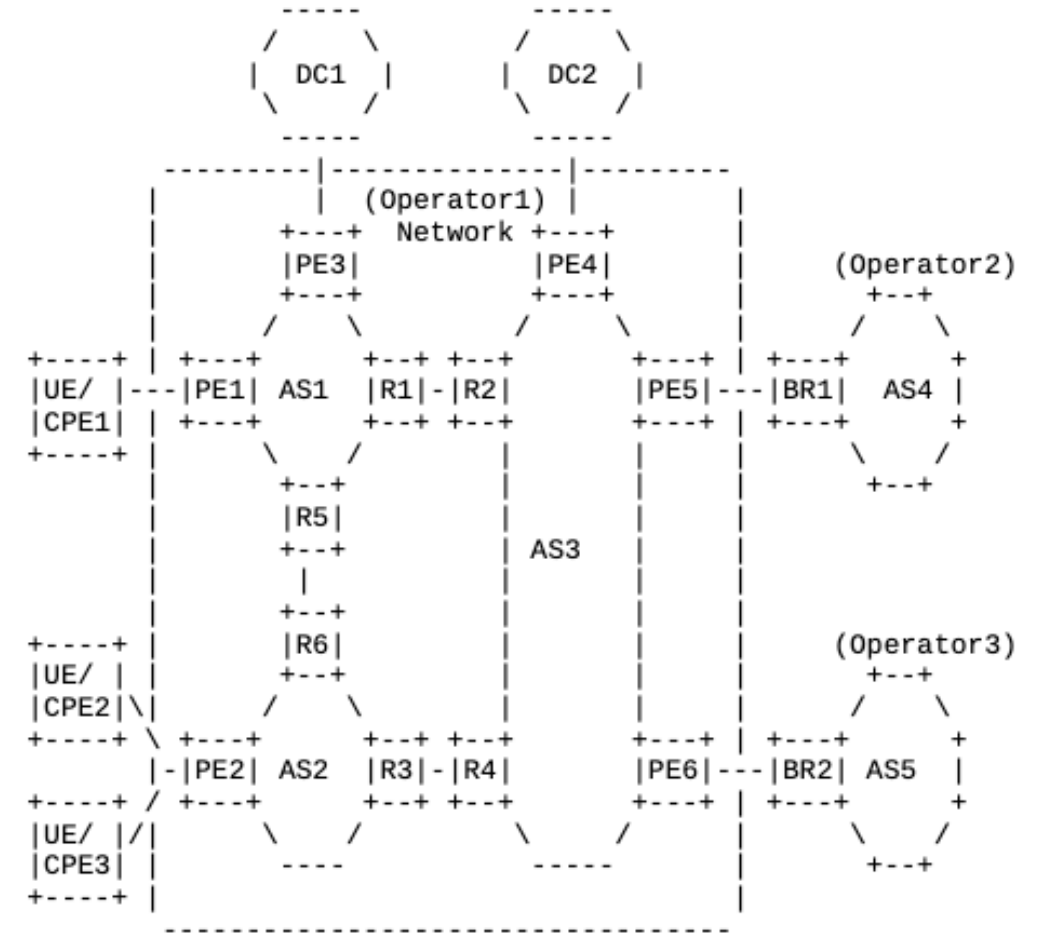 DC1 DC2
(Operator1)
Network
PE3 PE4 (Operator2)
UE/ PE1 AS1 R1 R2 PE5 BR1 AS4
CPE1
R5
AS3
R6 (Operator3)
UE/
CPE2
PE2 AS2 R3 R4 PE6 BR2 AS5
UE/
CPE3